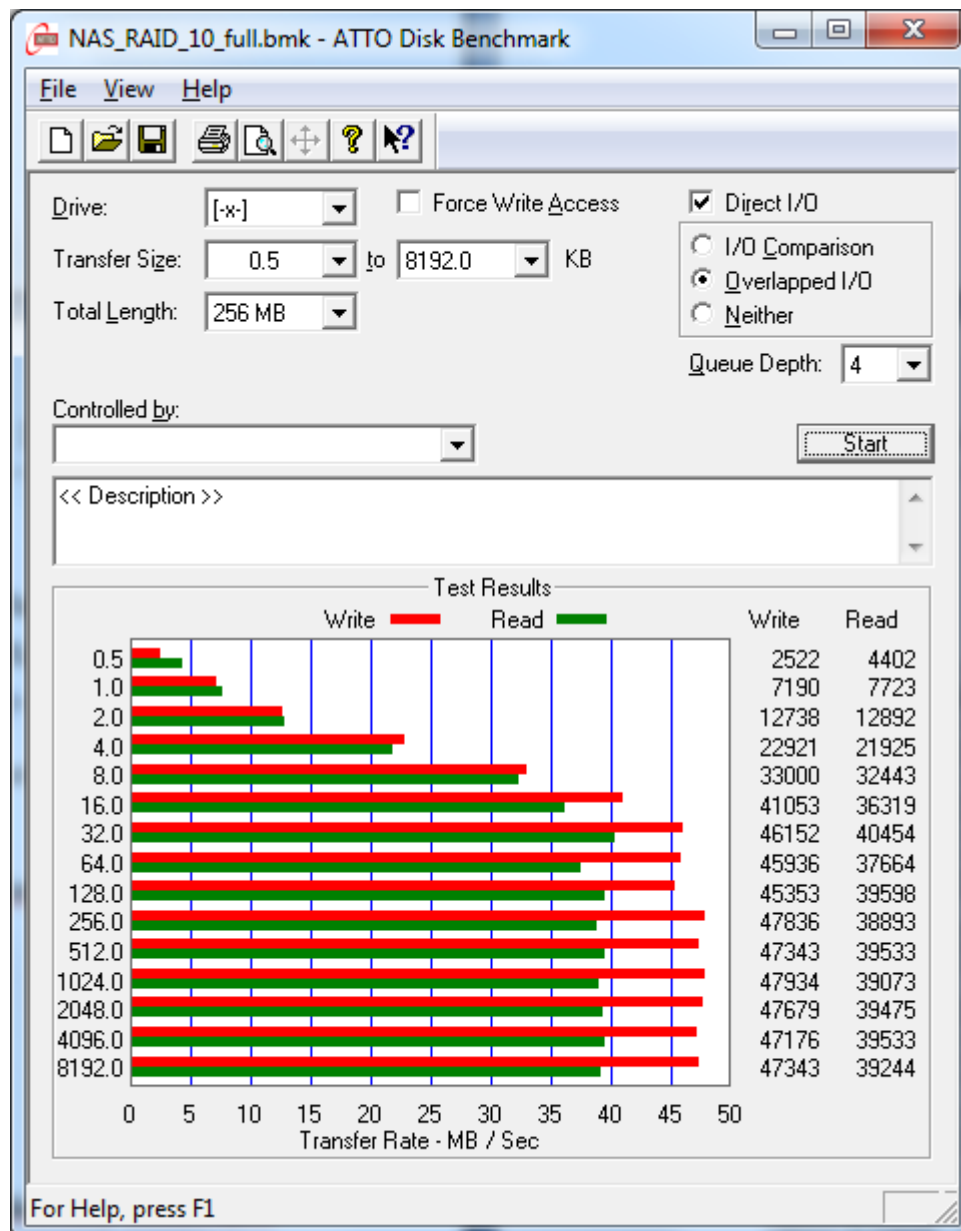 NAS_RAID_10_full.bmk - ATTO Disk Benchmark
File View Help
Drive: [-x-] Force Write Access Direct I/O
Transfer Size: 0.5 to 8192.0 KB I/O Comparison
Overlapped I/O
Total Length: 256 MB Neither
Queue Depth: 4
Controlled by:
Start
<< Description >>
Test Results
Write Read Write Read
0.5 2522 4402
1.0 7190 7723
2.0 12738 12892
4.0 22921 21925
8.0 33000 32443
16.0 41053 36319
32.0 46152 40454
64.0 45936 37664
128.0 45353 39598
256.0 47836 38893
512.0 47343 39533
1024.0 47934 39073
2048.0 47679 39475
4096.0 47176 39533
8192.0 47343 39244
0 5 10 15 20 25 30 35 40 45 50
Transfer Rate - MB / Sec
For Help, press F1